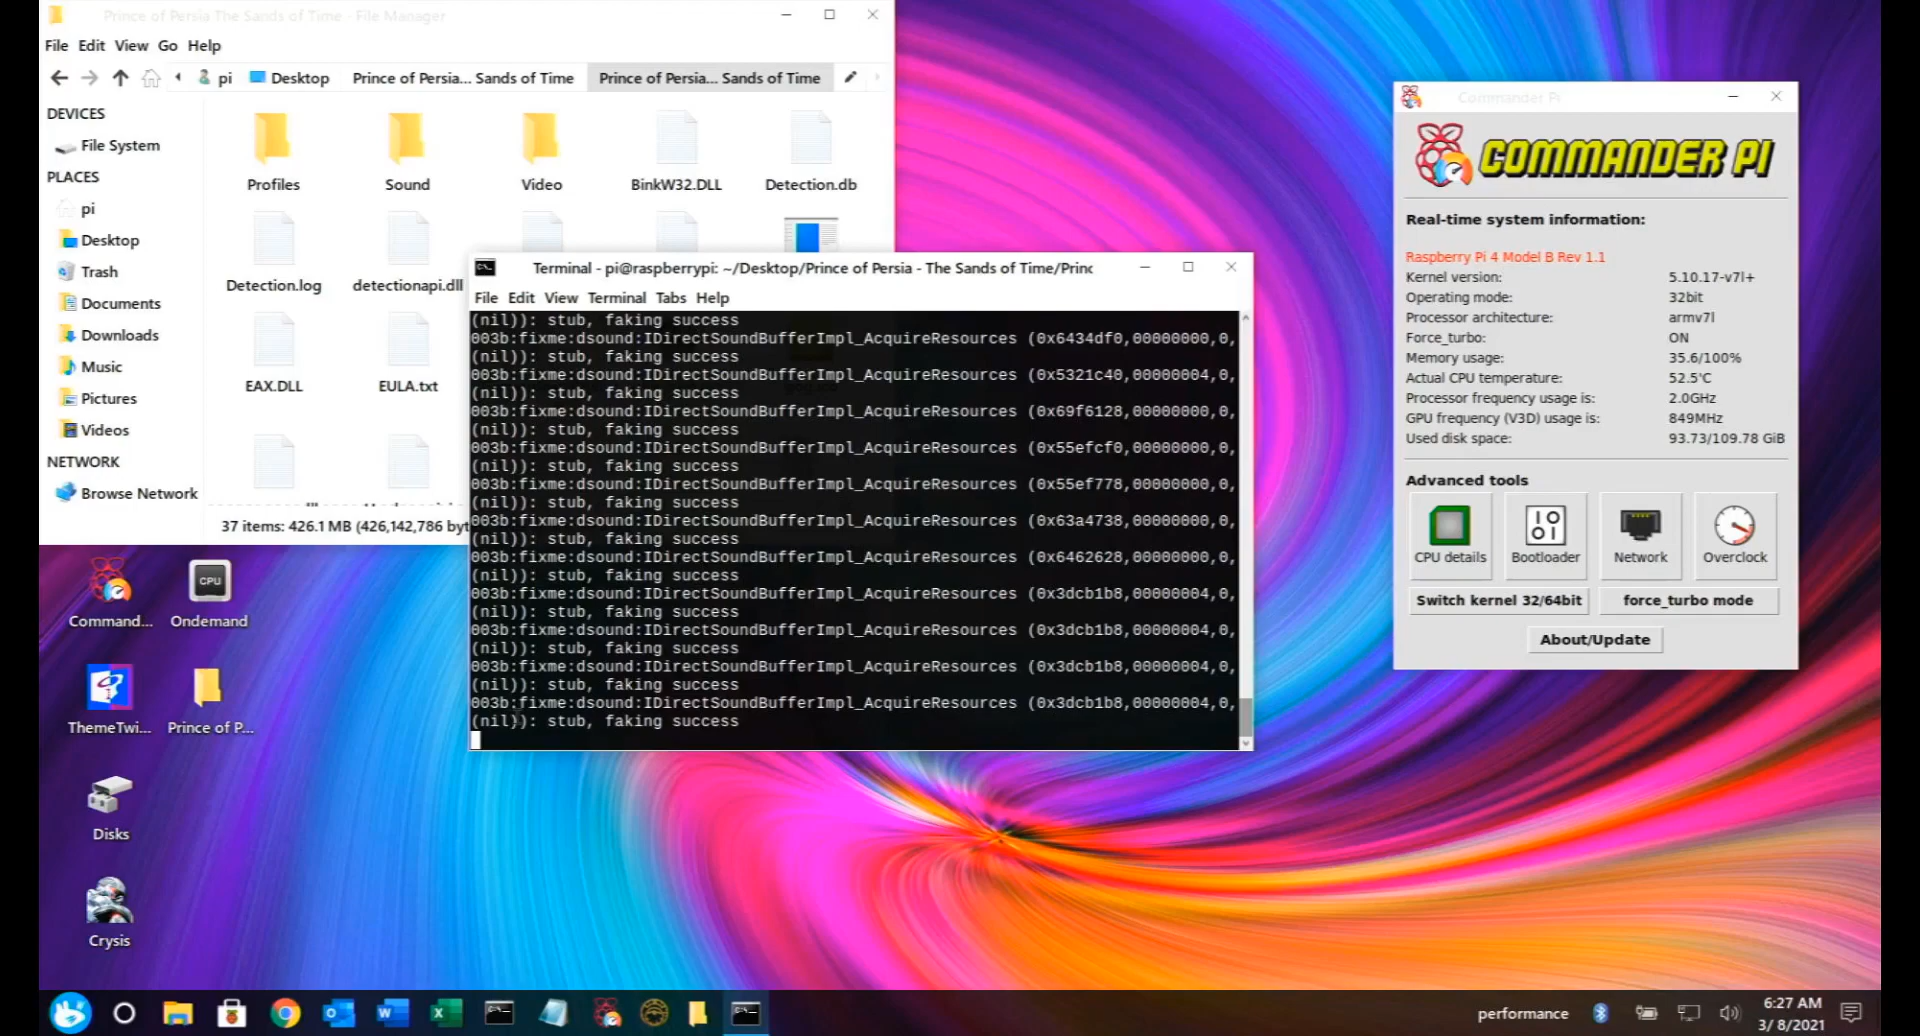 Prince of Persia The Sands of Time - File Manager
File Edit View Go Help
pi Desktop Prince of Persia... Sands of Time Prince of Persia... Sands of Time
DEVICES
File System
PLACES
pi
Desktop
Trash
Documents
Downloads
Music
Pictures
Videos
NETWORK
Browse Network
Profiles Sound Video BinkW32.DLL Detection.db
Detection.log detectionapi.dll
EAX.DLL EULA.txt
37 items: 426.1 MB (426,142,786 byt
Terminal - pi@raspberrypi: ~/Desktop/Prince of Persia - The Sands of Time/Princ
File Edit View Terminal Tabs Help
(nil)): stub, faking success
003b:fixme:dsound:IDirectSoundBufferImpl_AcquireResources (0x6434df0,00000000,0,
(nil)): stub, faking success
003b:fixme:dsound:IDirectSoundBufferImpl_AcquireResources (0x5321c40,00000004,0,
(nil)): stub, faking success
003b:fixme:dsound:IDirectSoundBufferImpl_AcquireResources (0x69f6128,00000000,0,
(nil)): stub, faking success
003b:fixme:dsound:IDirectSoundBufferImpl_AcquireResources (0x55efcf0,00000000,0,
(nil)): stub, faking success
003b:fixme:dsound:IDirectSoundBufferImpl_AcquireResources (0x55ef778,00000000,0,
(nil)): stub, faking success
003b:fixme:dsound:IDirectSoundBufferImpl_AcquireResources (0x63a4738,00000000,0,
(nil)): stub, faking success
003b:fixme:dsound:IDirectSoundBufferImpl_AcquireResources (0x6462628,00000000,0,
(nil)): stub, faking success
003b:fixme:dsound:IDirectSoundBufferImpl_AcquireResources (0x3dcb1b8,00000004,0,
(nil)): stub, faking success
003b:fixme:dsound:IDirectSoundBufferImpl_AcquireResources (0x3dcb1b8,00000004,0,
(nil)): stub, faking success
003b:fixme:dsound:IDirectSoundBufferImpl_AcquireResources (0x3dcb1b8,00000004,0,
(nil)): stub, faking success
003b:fixme:dsound:IDirectSoundBufferImpl_AcquireResources (0x3dcb1b8,00000004,0,
(nil)): stub, faking success
Commander Pi
COMMANDER PI
Real-time system information:
Raspberry Pi 4 Model B Rev 1.1
Kernel version: 5.10.17-v7l+
Operating mode: 32bit
Processor architecture: armv7l
Force_turbo: ON
Memory usage: 35.6/100%
Actual CPU temperature: 52.5'C
Processor frequency usage is: 2.0GHz
GPU frequency (V3D) usage is: 849MHz
Used disk space: 93.73/109.78 GiB
Advanced tools
CPU details Bootloader Network Overclock
Switch kernel 32/64bit force_turbo mode
About/Update
Command... Ondemand
CPU
ThemeTwi... Prince of P...
Disks
Crysis
performance 6:27 AM
3/ 8/2021